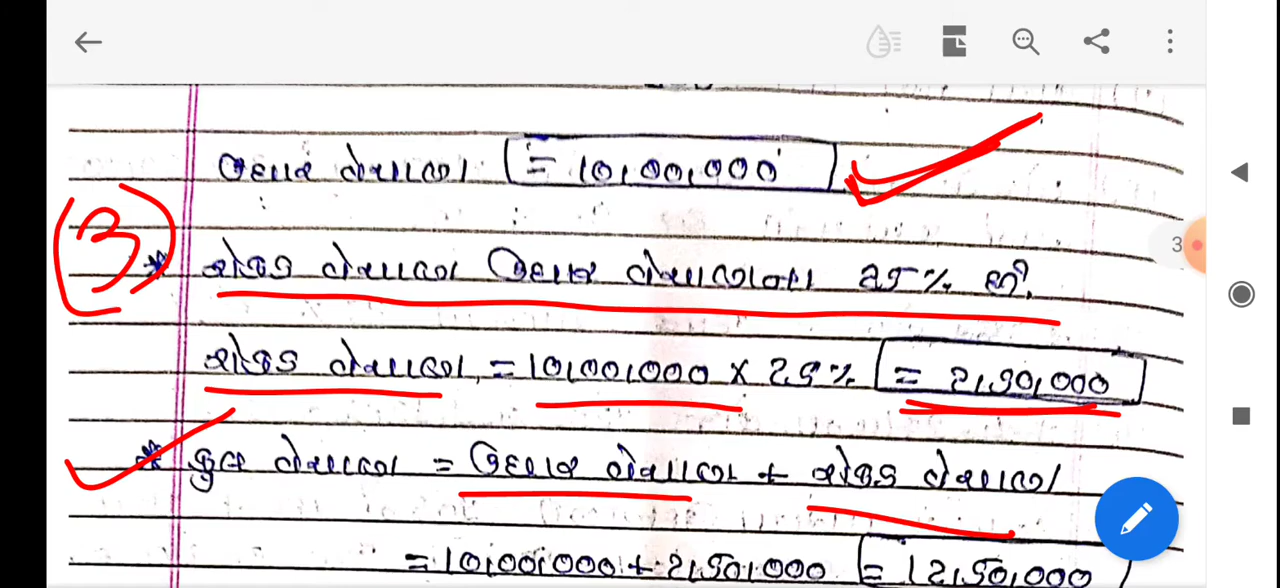 ઉધાર વેચાણો = 10,00,000
(3)
* રોકડ વેચાણો ઉધાર વેચાણોના 25% છે.
રોકડ વેચાણો = 10,00,000 × 25% = 2,50,000
* કુલ વેચાણો = ઉધાર વેચાણો + રોકડ વેચાણો
= 10,00,000 + 2,50,000 = 12,50,000
3